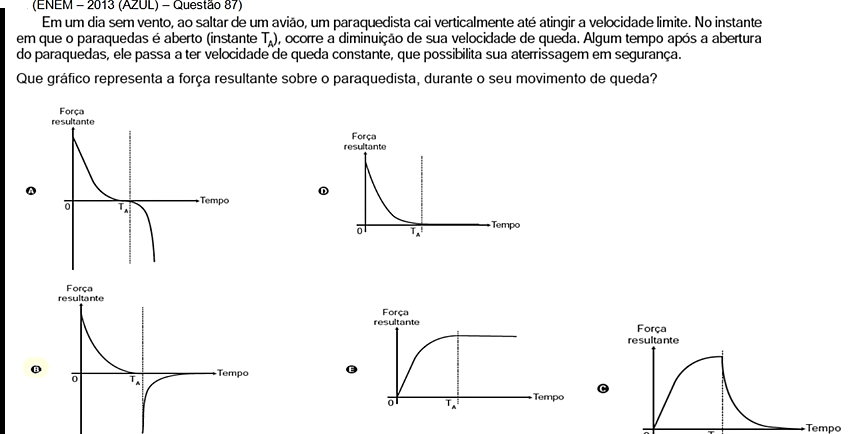 (ENEM – 2013 (AZUL) – Questão 87)
Em um dia sem vento, ao saltar de um avião, um paraquedista cai verticalmente até atingir a velocidade limite. No instante
em que o paraquedas é aberto (instante TA), ocorre a diminuição de sua velocidade de queda. Algum tempo após a abertura
do paraquedas, ele passa a ter velocidade de queda constante, que possibilita sua aterrissagem em segurança.
Que gráfico representa a força resultante sobre o paraquedista, durante o seu movimento de queda?
Força
resultante
A
0
TA
Tempo
Força
resultante
D
0
TA
Tempo
Força
resultante
B
0
TA
Tempo
Força
resultante
E
0
TA
Tempo
Força
resultante
C
Tempo